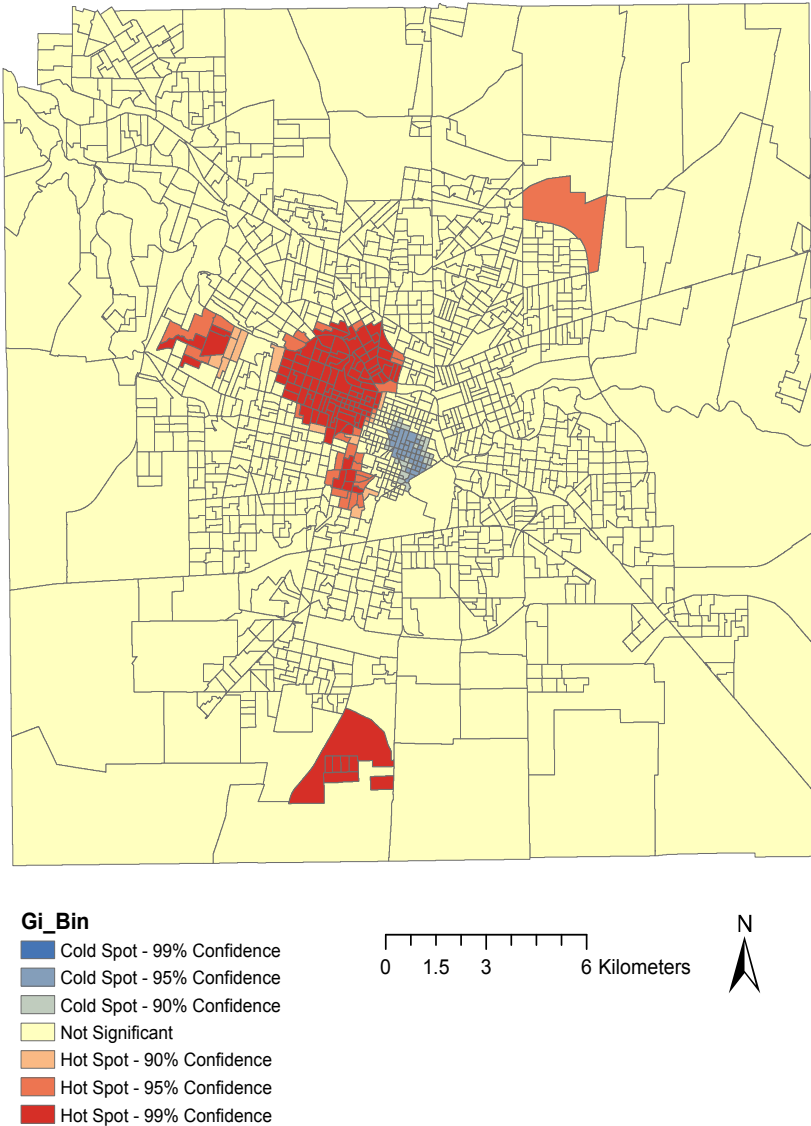 Gi_Bin
Cold Spot - 99% Confidence
Cold Spot - 95% Confidence
Cold Spot - 90% Confidence
Not Significant
Hot Spot - 90% Confidence
Hot Spot - 95% Confidence
Hot Spot - 99% Confidence
0 1.5 3 6 Kilometers
N